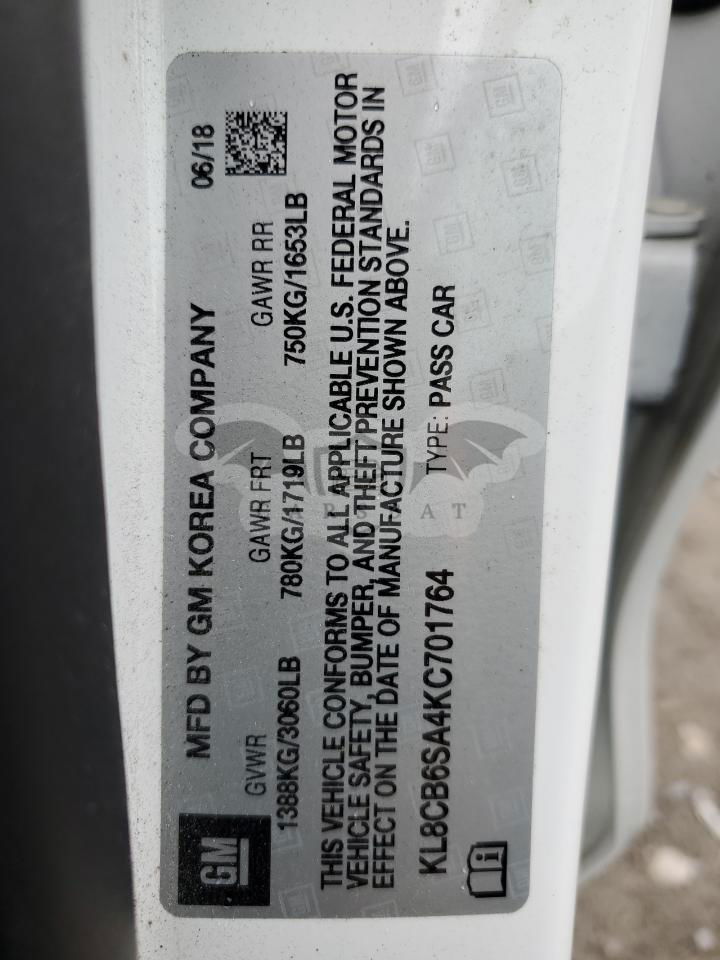 MFD BY GM KOREA COMPANY 06/18
GVWR GAWR FRT GAWR RR
1388KG/3060LB 780KG/1719LB 750KG/1653LB
THIS VEHICLE CONFORMS TO ALL APPLICABLE U.S. FEDERAL MOTOR
VEHICLE SAFETY, BUMPER, AND THEFT PREVENTION STANDARDS IN
EFFECT ON THE DATE OF MANUFACTURE SHOWN ABOVE.
KL8CB6SA4KC701764 TYPE: PASS CAR
GM